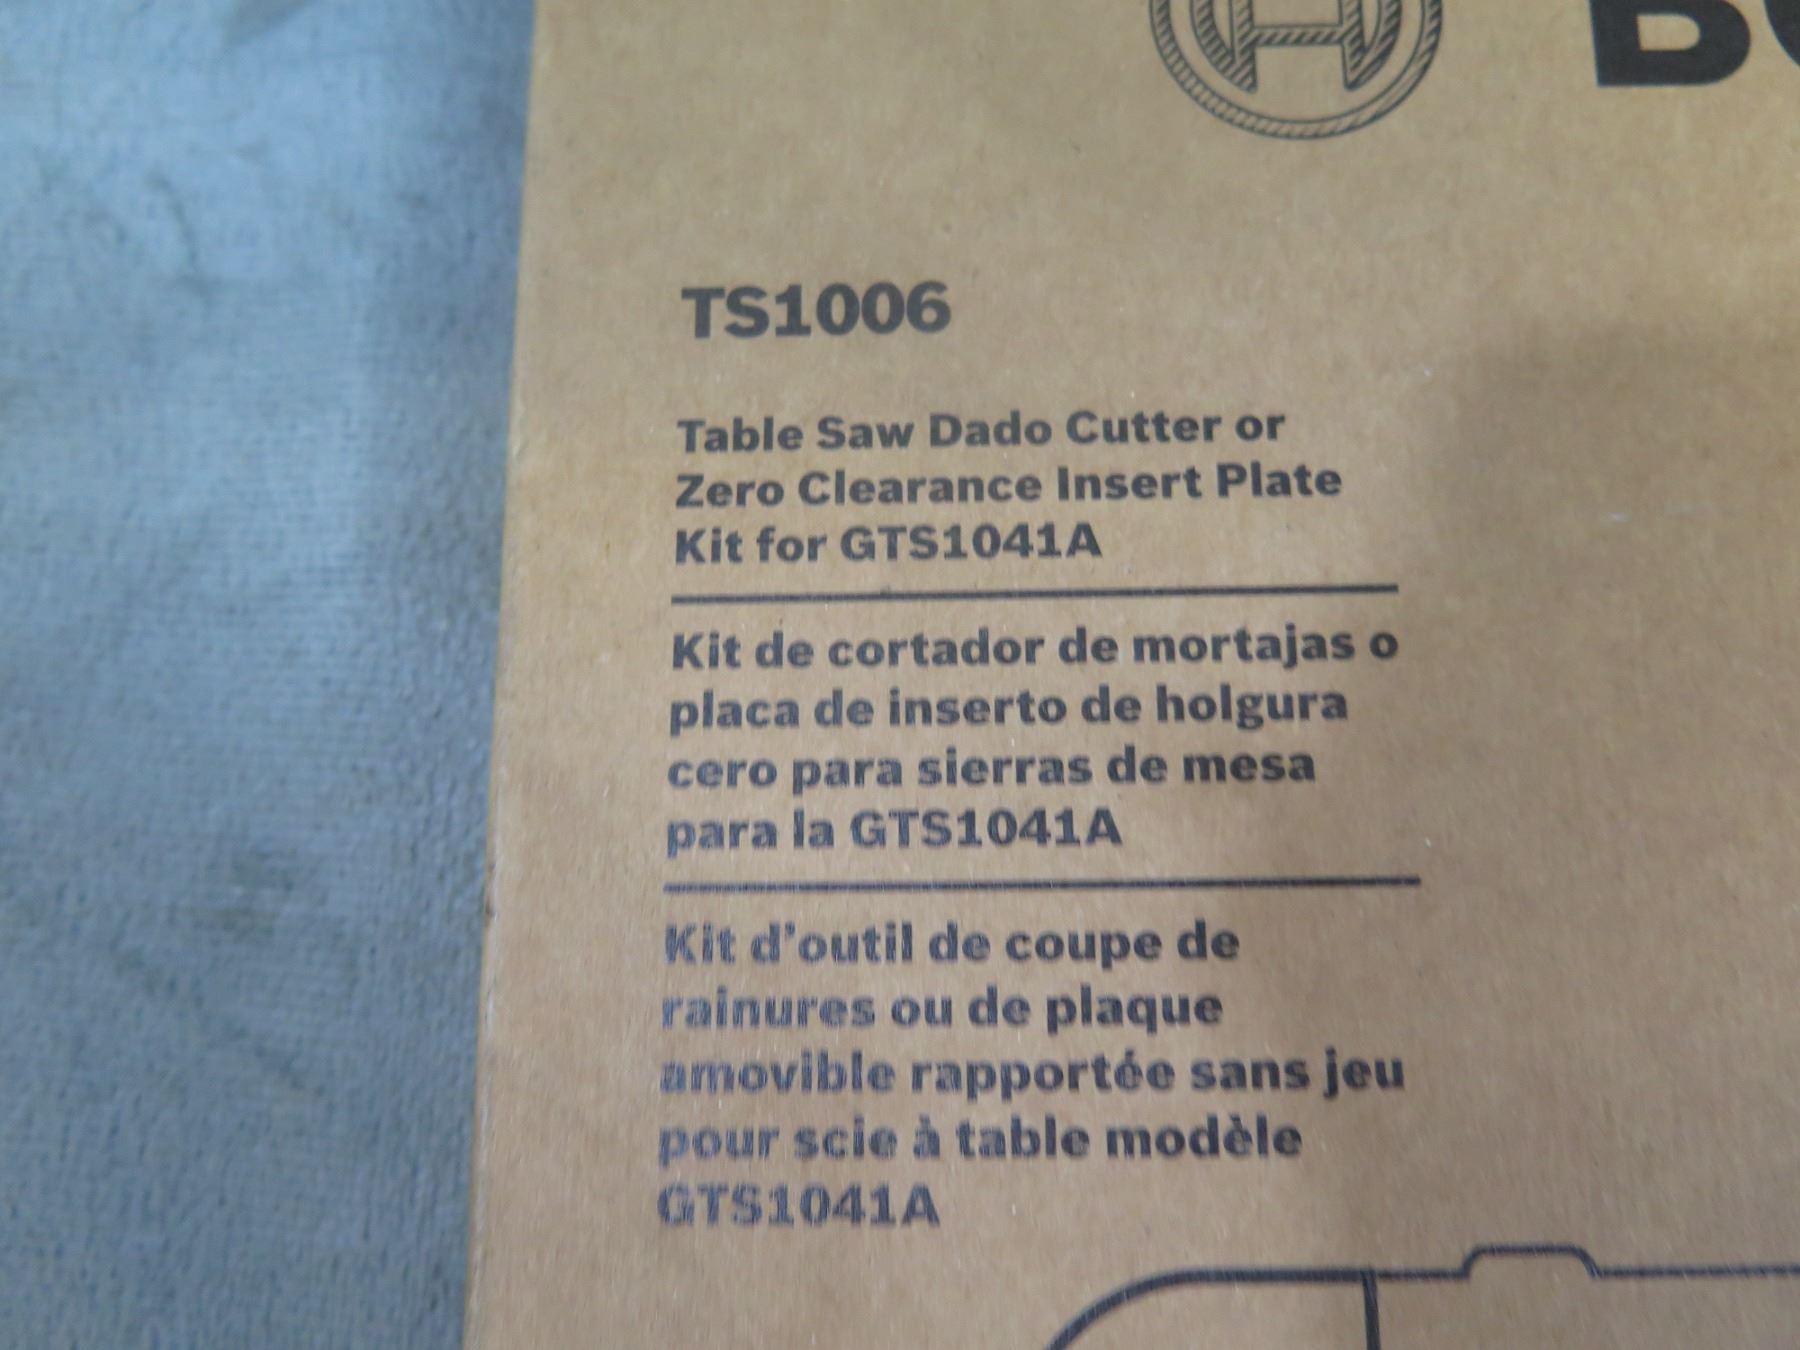 TS1006
Table Saw Dado Cutter or
Zero Clearance Insert Plate
Kit for GTS1041A
Kit de cortador de mortajas o
placa de inserto de holgura
cero para sierras de mesa
para la GTS1041A
Kit d'outil de coupe de
rainures ou de plaque
amovible rapportée sans jeu
pour scie à table modèle
GTS1041A